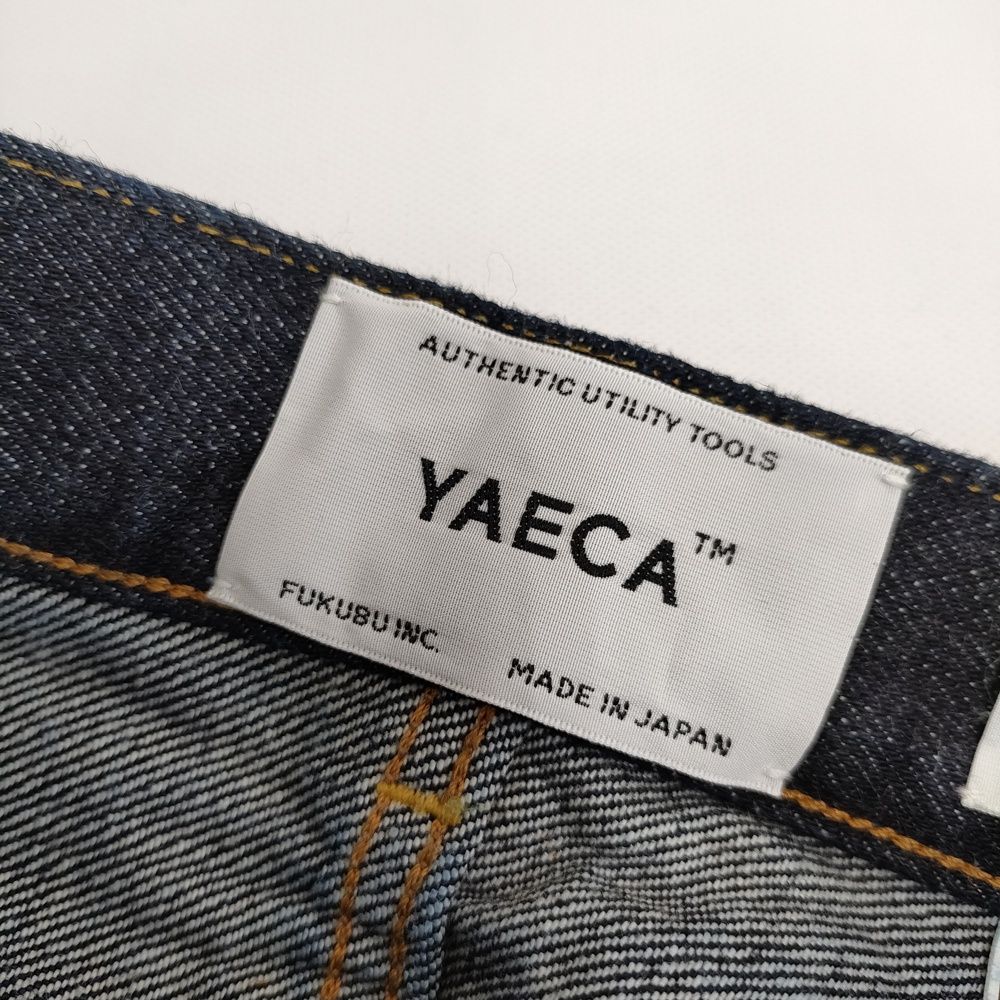 AUTHENTIC UTILITY TOOLS
YAECA™
FUKUBU INC.
MADE IN JAPAN